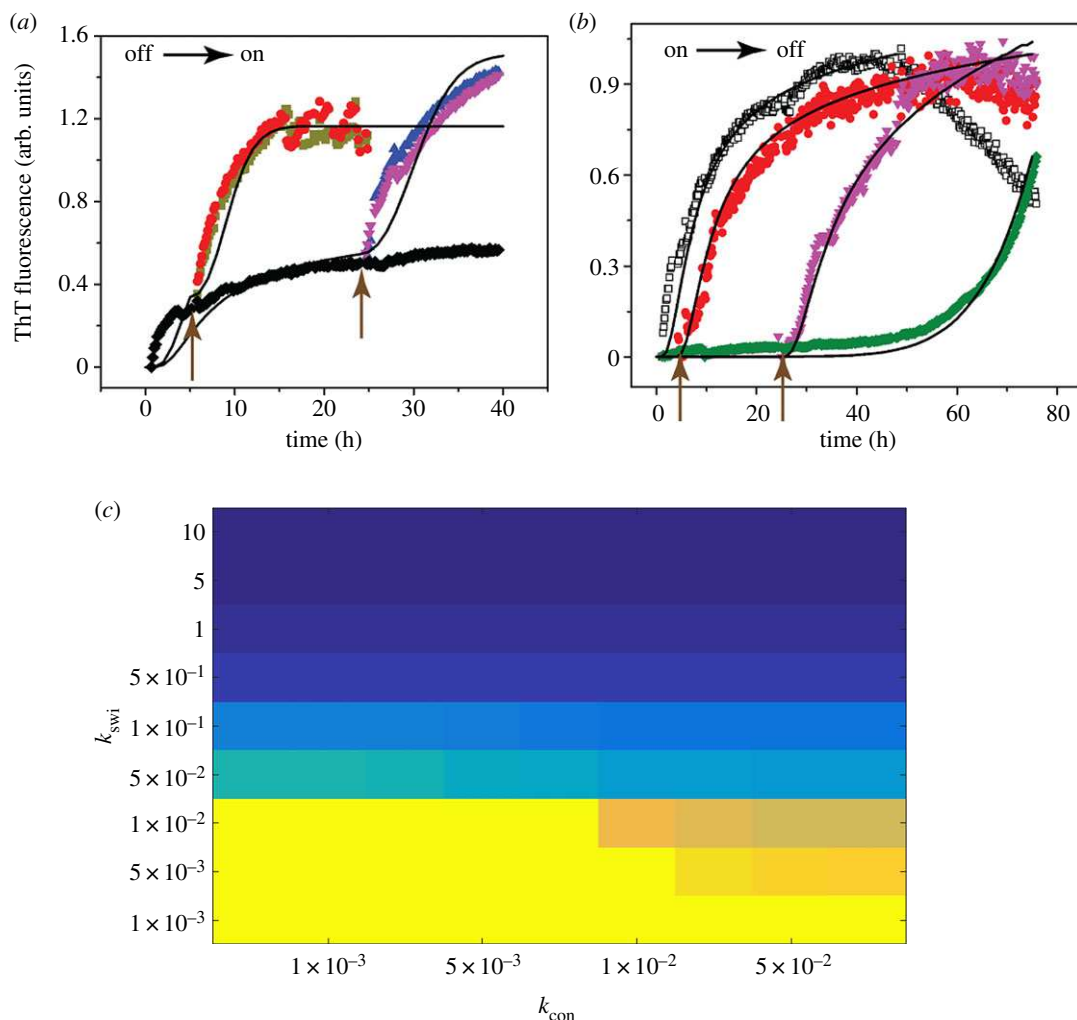 (a)
off on
ThT fluorescence (arb. units)
1.6
1.2
0.8
0.4
0
0 10 20 30 40
time (h)
(b)
on off
0.9
0.6
0.3
0
0 20 40 60 80
time (h)
(c)
k_swi
10
5
1
5 × 10⁻¹
1 × 10⁻¹
5 × 10⁻²
1 × 10⁻²
5 × 10⁻³
1 × 10⁻³
1 × 10⁻³ 5 × 10⁻³ 1 × 10⁻² 5 × 10⁻²
k_con